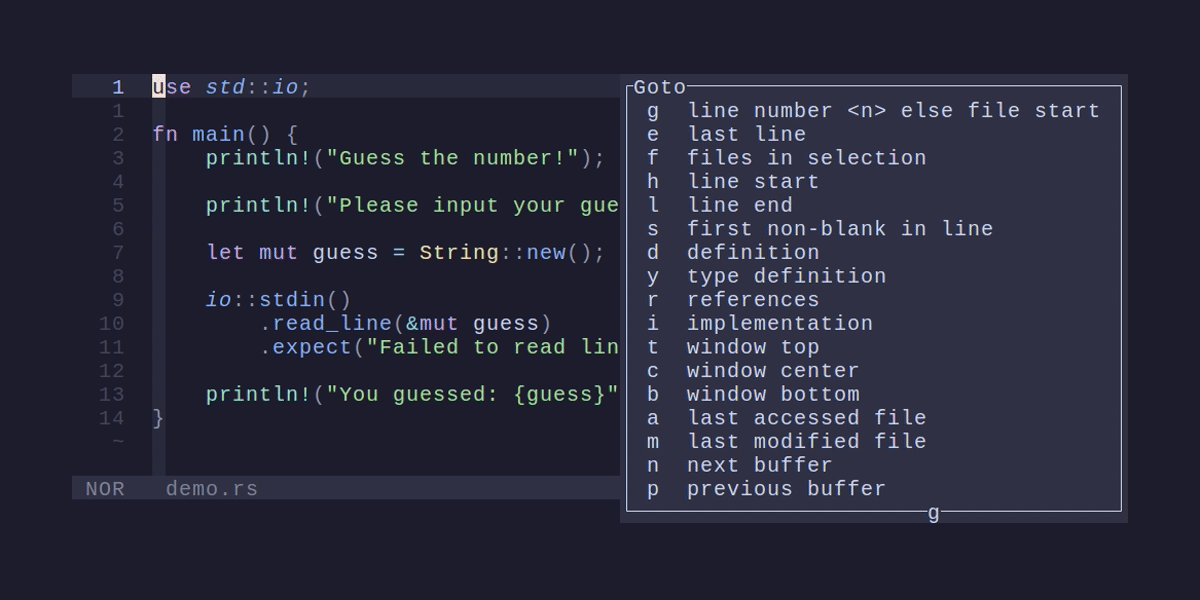 1 use std::io;
1
2 fn main() {
3 println!("Guess the number!");
4
5 println!("Please input your gue
6
7 let mut guess = String::new();
8
9 io::stdin()
10 .read_line(&mut guess)
11 .expect("Failed to read lin
12
13 println!("You guessed: {guess}"
14 }
~
NOR demo.rs
Goto
g line number <n> else file start
e last line
f files in selection
h line start
l line end
s first non-blank in line
d definition
y type definition
r references
i implementation
t window top
c window center
b window bottom
a last accessed file
m last modified file
n next buffer
p previous buffer
g